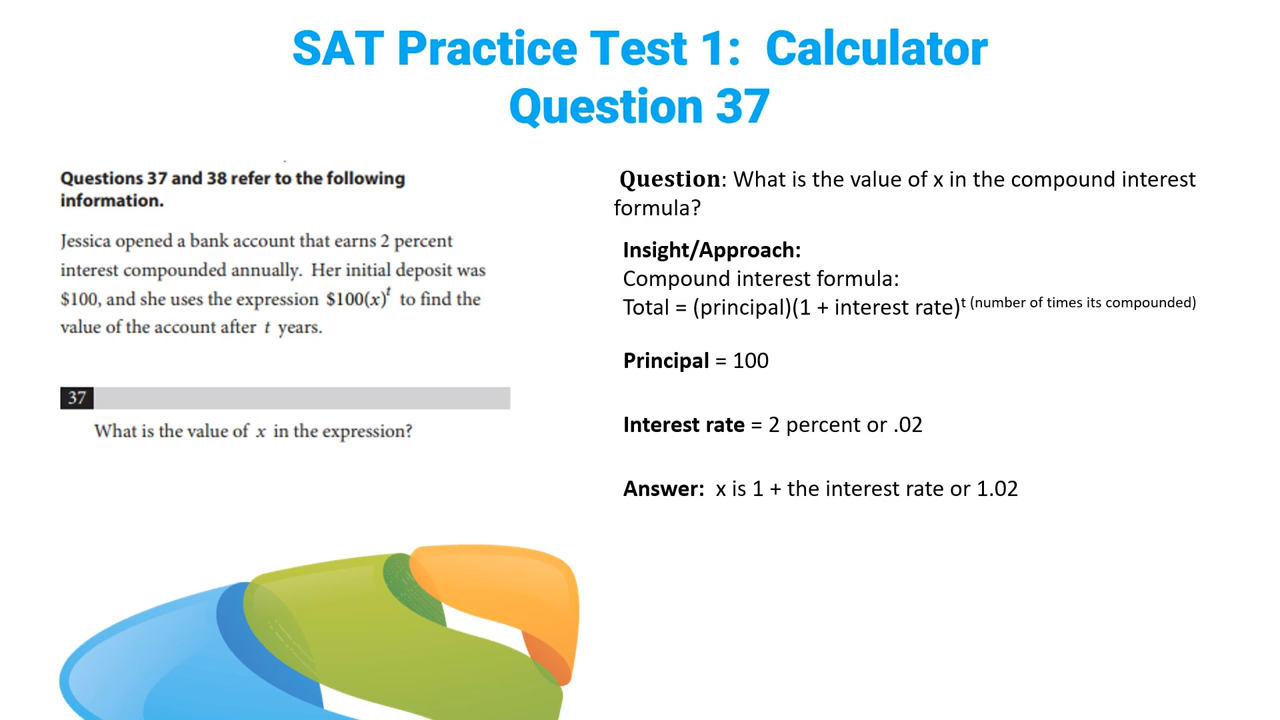 SAT Practice Test 1: Calculator
Question 37
Questions 37 and 38 refer to the following
information.
Jessica opened a bank account that earns 2 percent
interest compounded annually. Her initial deposit was
$100, and she uses the expression $100(x)^t to find the
value of the account after t years.
37
What is the value of x in the expression?
Question: What is the value of x in the compound interest
formula?
Insight/Approach:
Compound interest formula:
Total = (principal)(1 + interest rate)^t (number of times its compounded)
Principal = 100
Interest rate = 2 percent or .02
Answer: x is 1 + the interest rate or 1.02